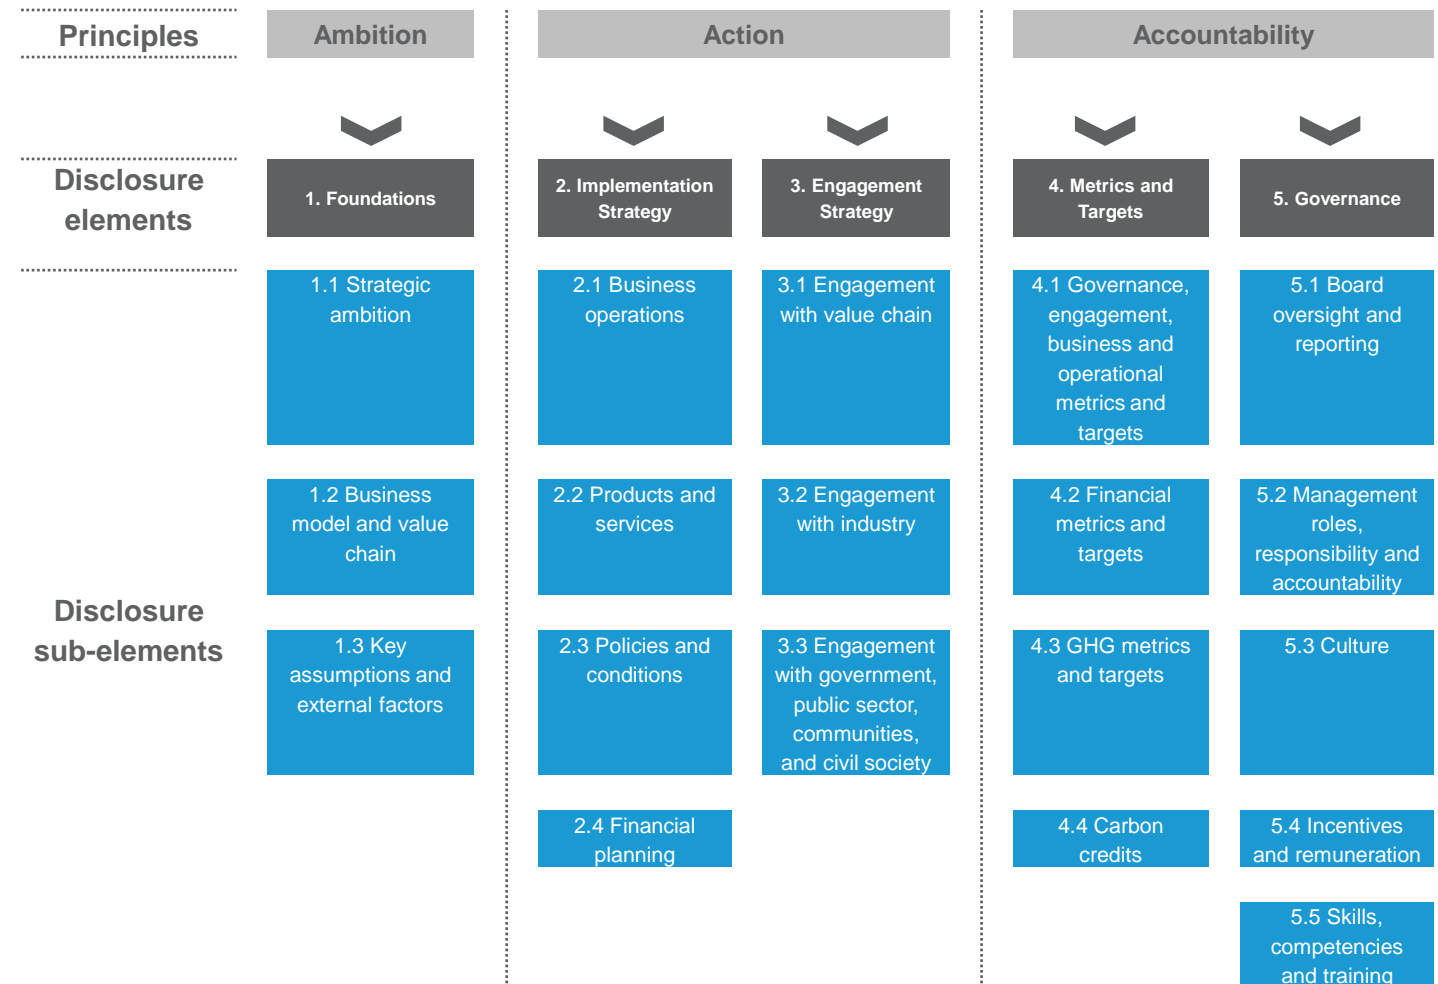 Principles
Ambition
Action
Accountability
Disclosure
elements
1. Foundations
2. Implementation
Strategy
3. Engagement
Strategy
4. Metrics and
Targets
5. Governance
Disclosure
sub-elements
1.1 Strategic
ambition
2.1 Business
operations
3.1 Engagement
with value chain
4.1 Governance,
engagement,
business and
operational
metrics and
targets
5.1 Board
oversight and
reporting
1.2 Business
model and value
chain
2.2 Products and
services
3.2 Engagement
with industry
4.2 Financial
metrics and
targets
5.2 Management
roles,
responsibility and
accountability
1.3 Key
assumptions and
external factors
2.3 Policies and
conditions
3.3 Engagement
with government,
public sector,
communities,
and civil society
4.3 GHG metrics
and targets
5.3 Culture
2.4 Financial
planning
4.4 Carbon
credits
5.4 Incentives
and remuneration
5.5 Skills,
competencies
and training